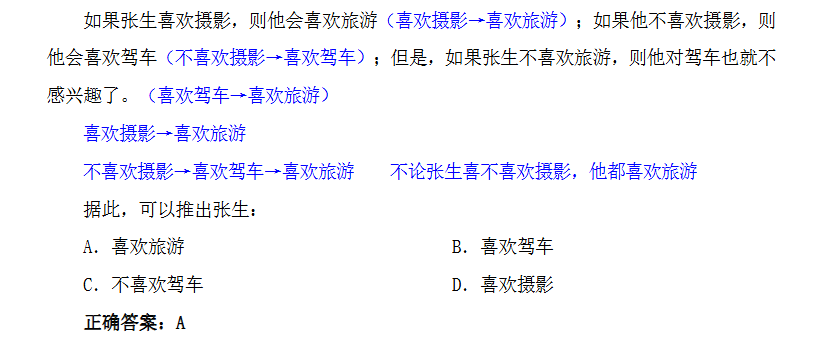 如果张生喜欢摄影，则他会喜欢旅游（喜欢摄影→喜欢旅游）；如果他不喜欢摄影，则
他会喜欢驾车（不喜欢摄影→喜欢驾车）；但是，如果张生不喜欢旅游，则他对驾车也就不
感兴趣了。（喜欢驾车→喜欢旅游）
喜欢摄影→喜欢旅游
不喜欢摄影→喜欢驾车→喜欢旅游　　不论张生喜不喜欢摄影，他都喜欢旅游
据此，可以推出张生：
A．喜欢旅游　　B．喜欢驾车
C．不喜欢驾车　　D．喜欢摄影
正确答案：A